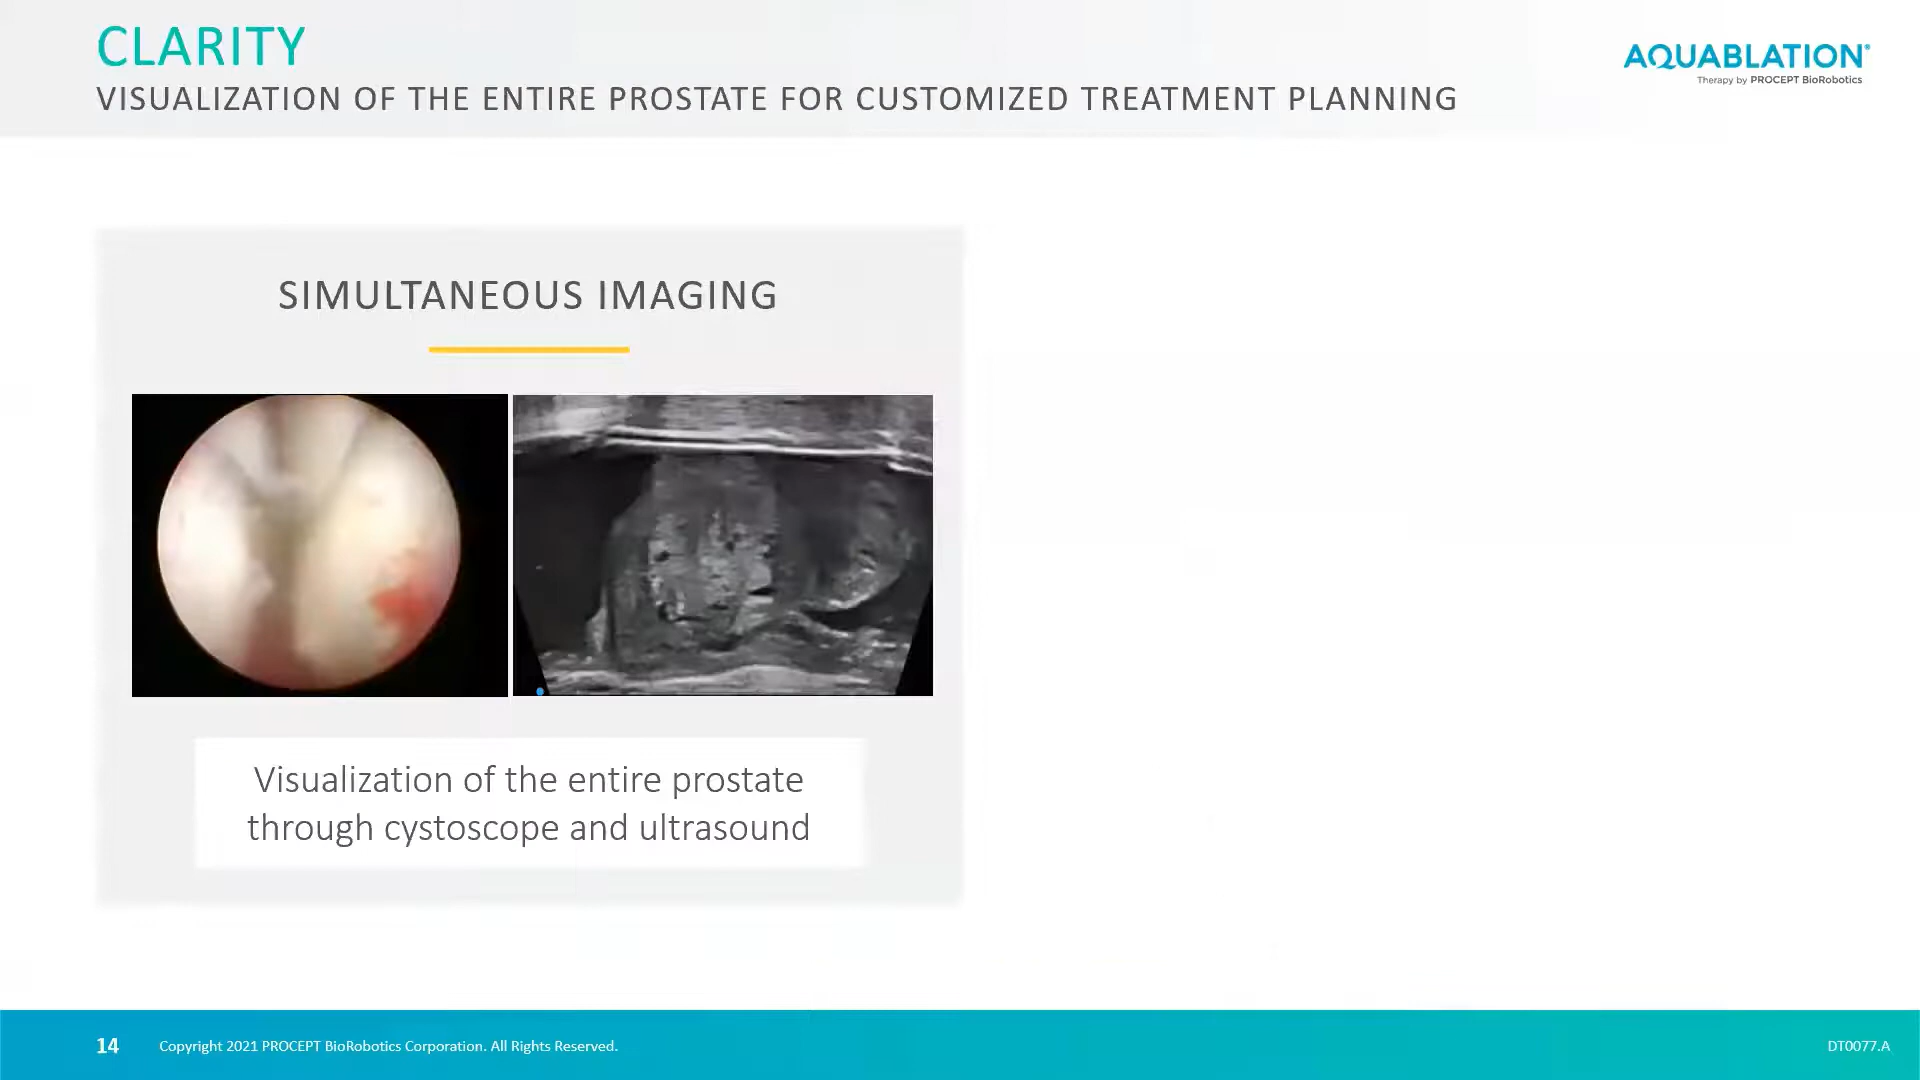 CLARITY
VISUALIZATION OF THE ENTIRE PROSTATE FOR CUSTOMIZED TREATMENT PLANNING
AQUABLATION®
Therapy by PROCEPT BioRobotics
SIMULTANEOUS IMAGING
Visualization of the entire prostate
through cystoscope and ultrasound
14
Copyright 2021 PROCEPT BioRobotics Corporation. All Rights Reserved.
DT0077.A